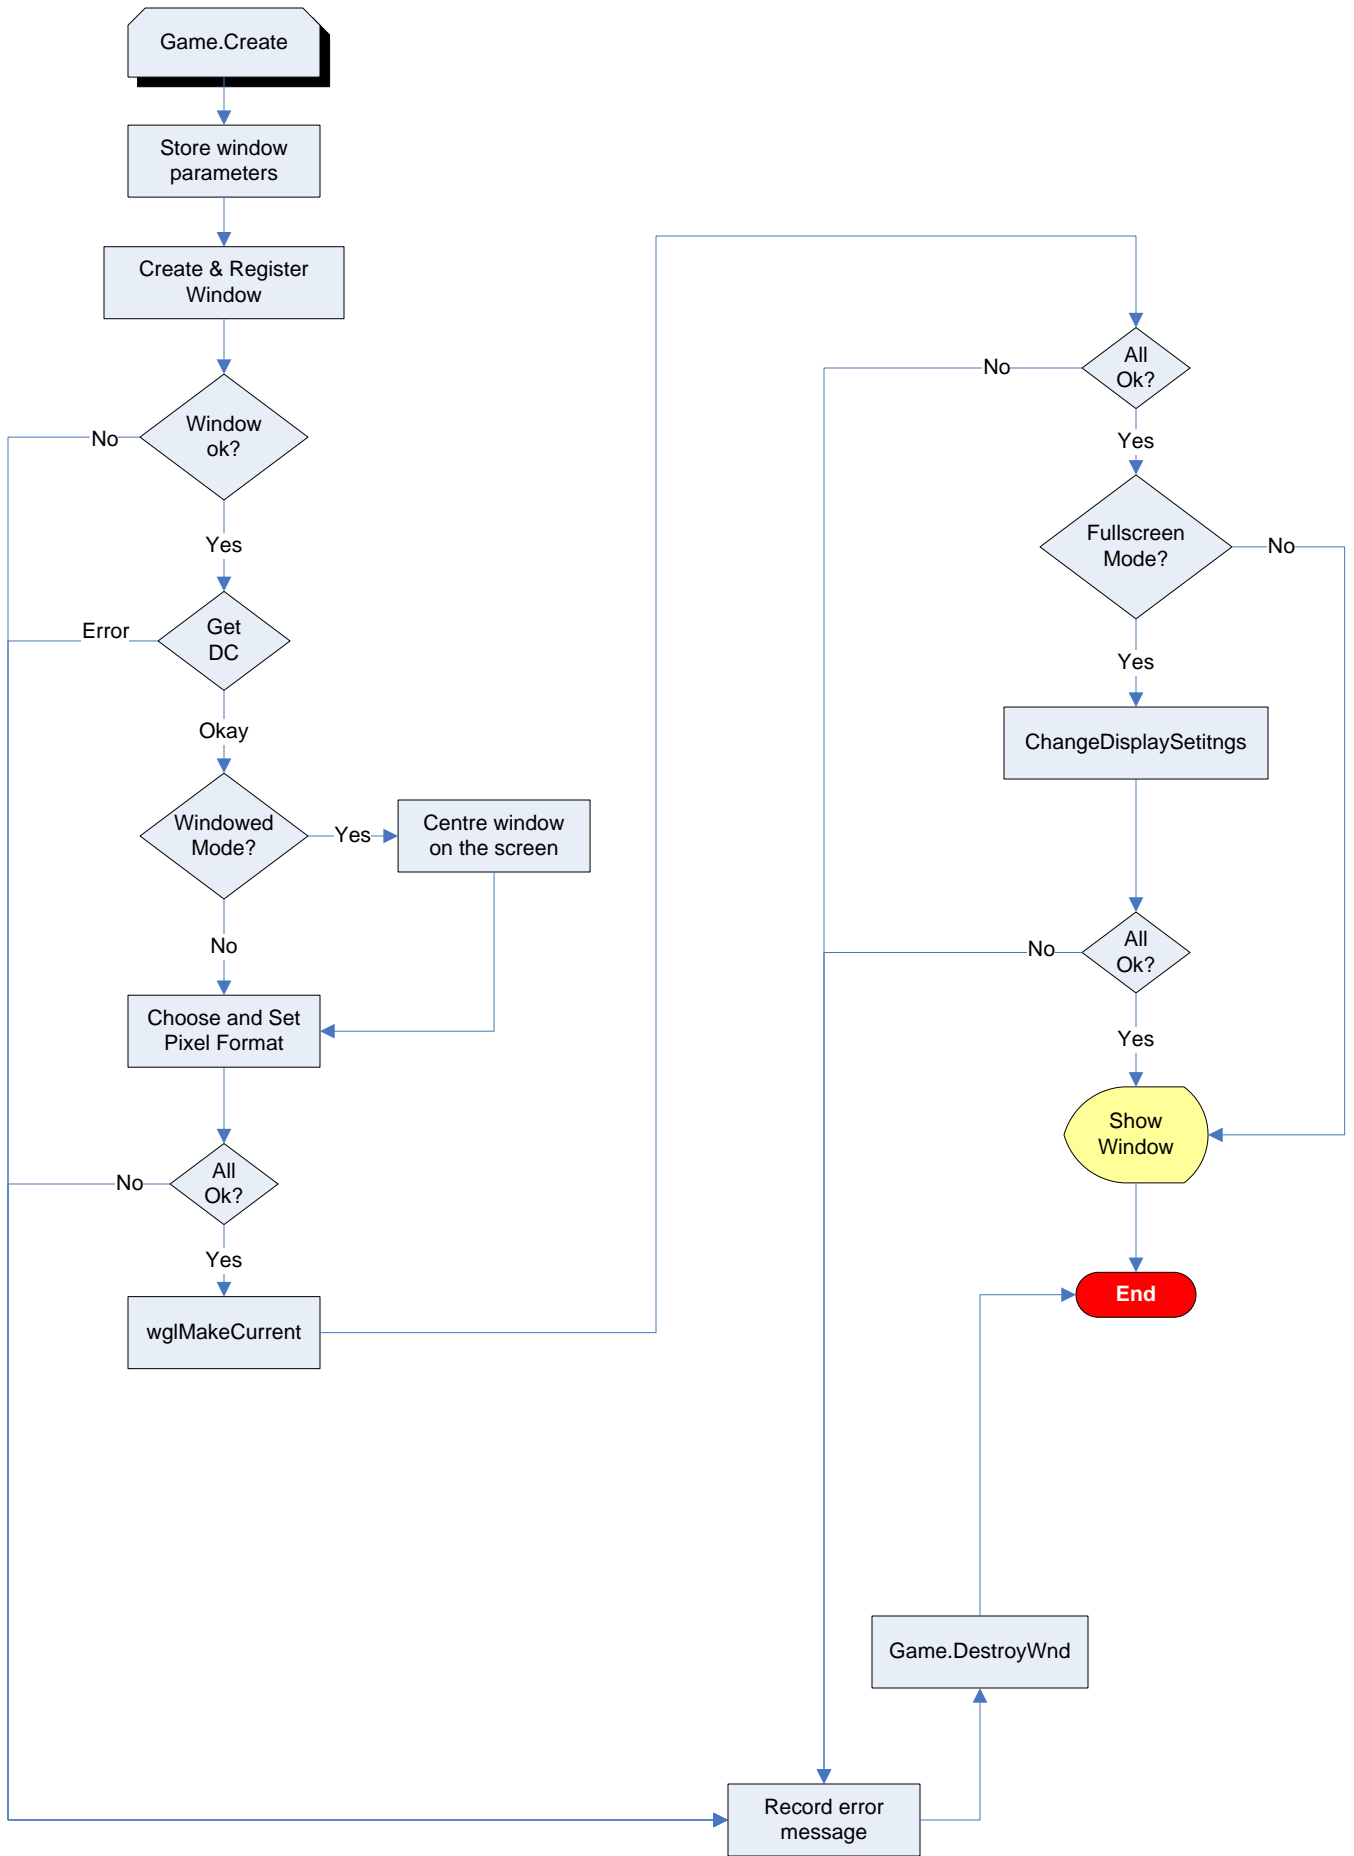 Game.Create
Store window
parameters
Create & Register
Window
Window
ok?
No
Yes
Get
DC
Error
Okay
Windowed
Mode?
Yes
Centre window
on the screen
No
Choose and Set
Pixel Format
All
Ok?
No
Yes
wglMakeCurrent
All
Ok?
No
Yes
Fullscreen
Mode?
No
Yes
ChangeDisplaySetitngs
All
Ok?
No
Yes
Show
Window
End
Game.DestroyWnd
Record error
message